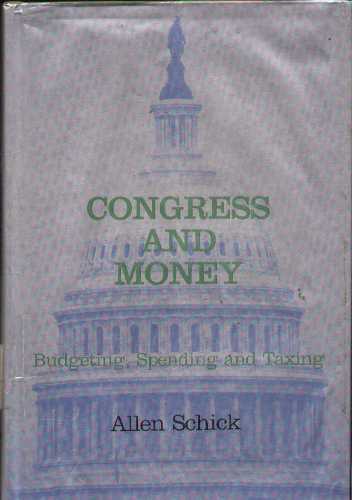 CONGRESS
AND
MONEY
Budgeting, Spending and Taxing
Allen Schick